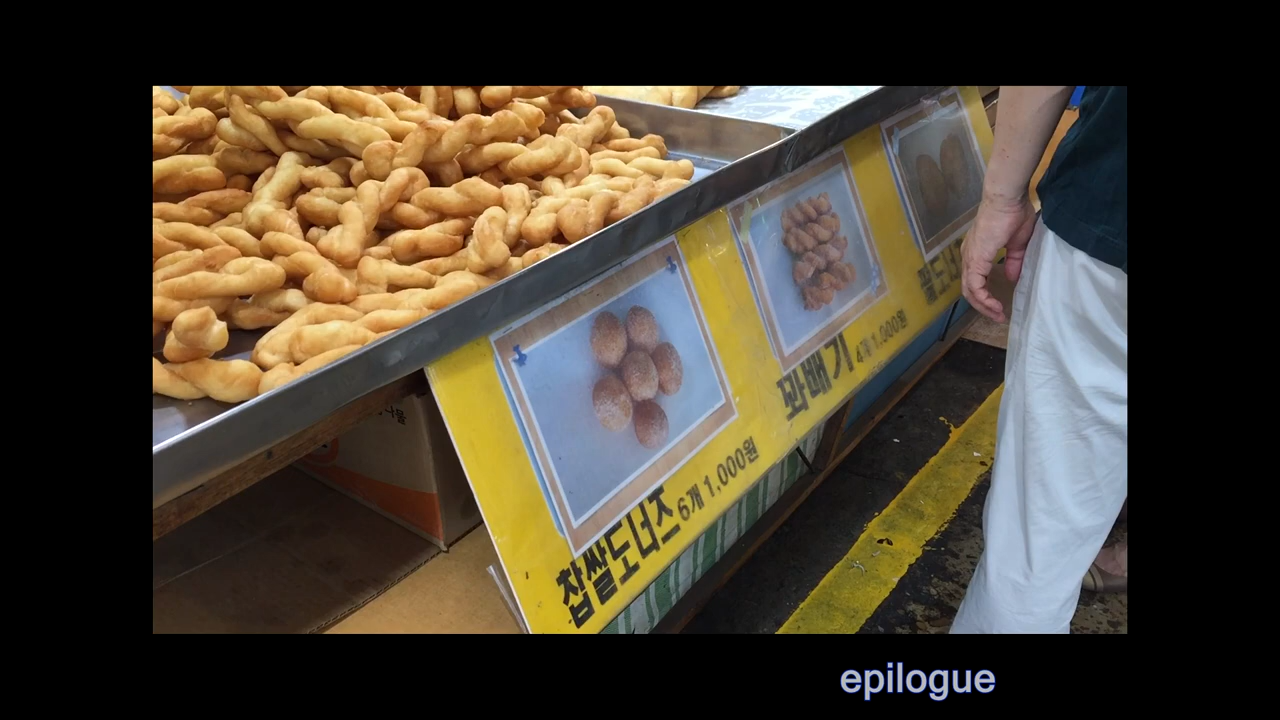 찹쌀도너츠 6개 1,000원
꽈배기 4개 1,000원
epilogue